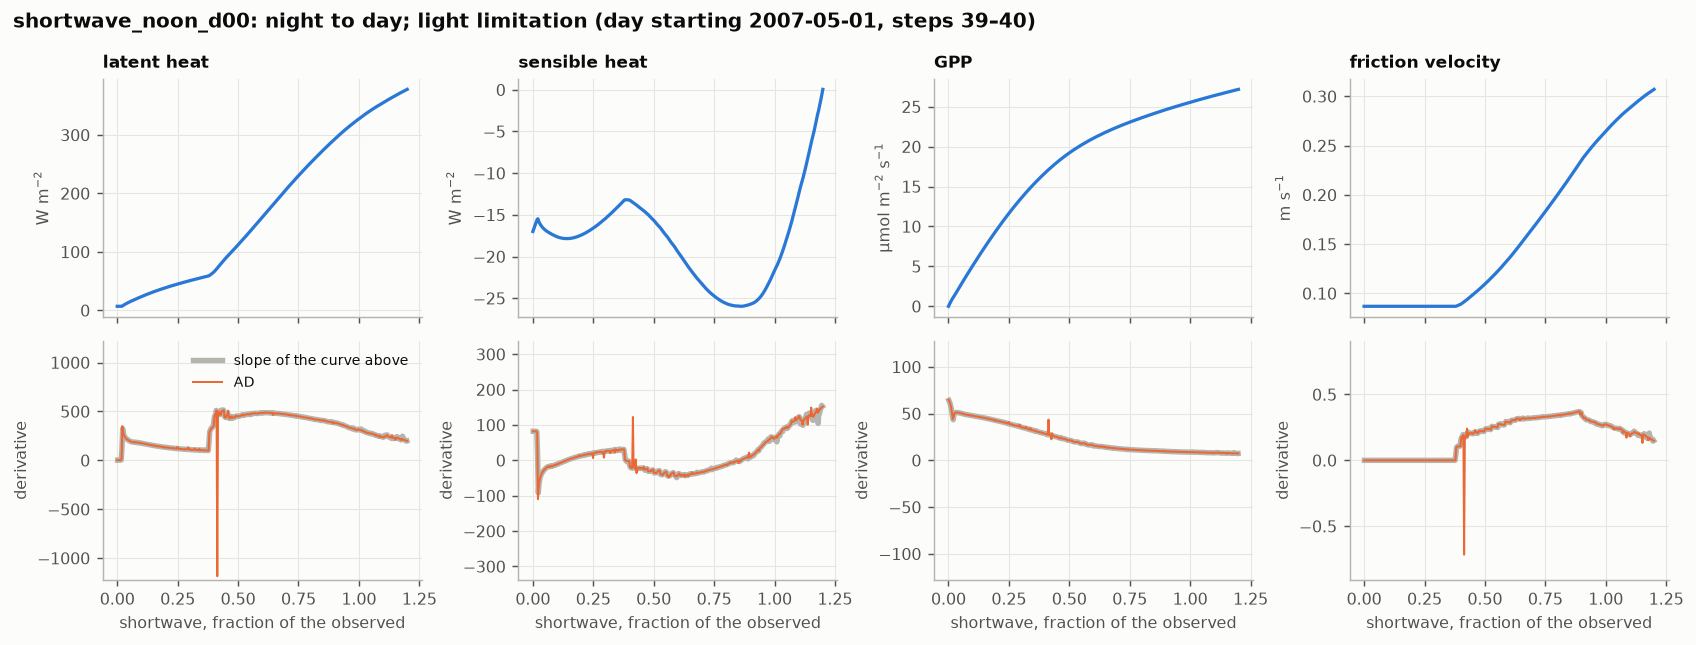 shortwave_noon_d00: night to day; light limitation (day starting 2007-05-01, steps 39–40)
latent heat
sensible heat
GPP
friction velocity
W m⁻²
300
200
100
0
W m⁻²
0
−5
−10
−15
−20
−25
μmol m⁻² s⁻¹
25
20
15
10
5
0
m s⁻¹
0.30
0.25
0.20
0.15
0.10
slope of the curve above
AD
derivative
1000
500
0
−500
−1000
derivative
300
200
100
0
−100
−200
−300
derivative
100
50
0
−50
−100
derivative
0.5
0.0
−0.5
0.00 0.25 0.50 0.75 1.00 1.25
0.00 0.25 0.50 0.75 1.00 1.25
0.00 0.25 0.50 0.75 1.00 1.25
0.00 0.25 0.50 0.75 1.00 1.25
shortwave, fraction of the observed
shortwave, fraction of the observed
shortwave, fraction of the observed
shortwave, fraction of the observed